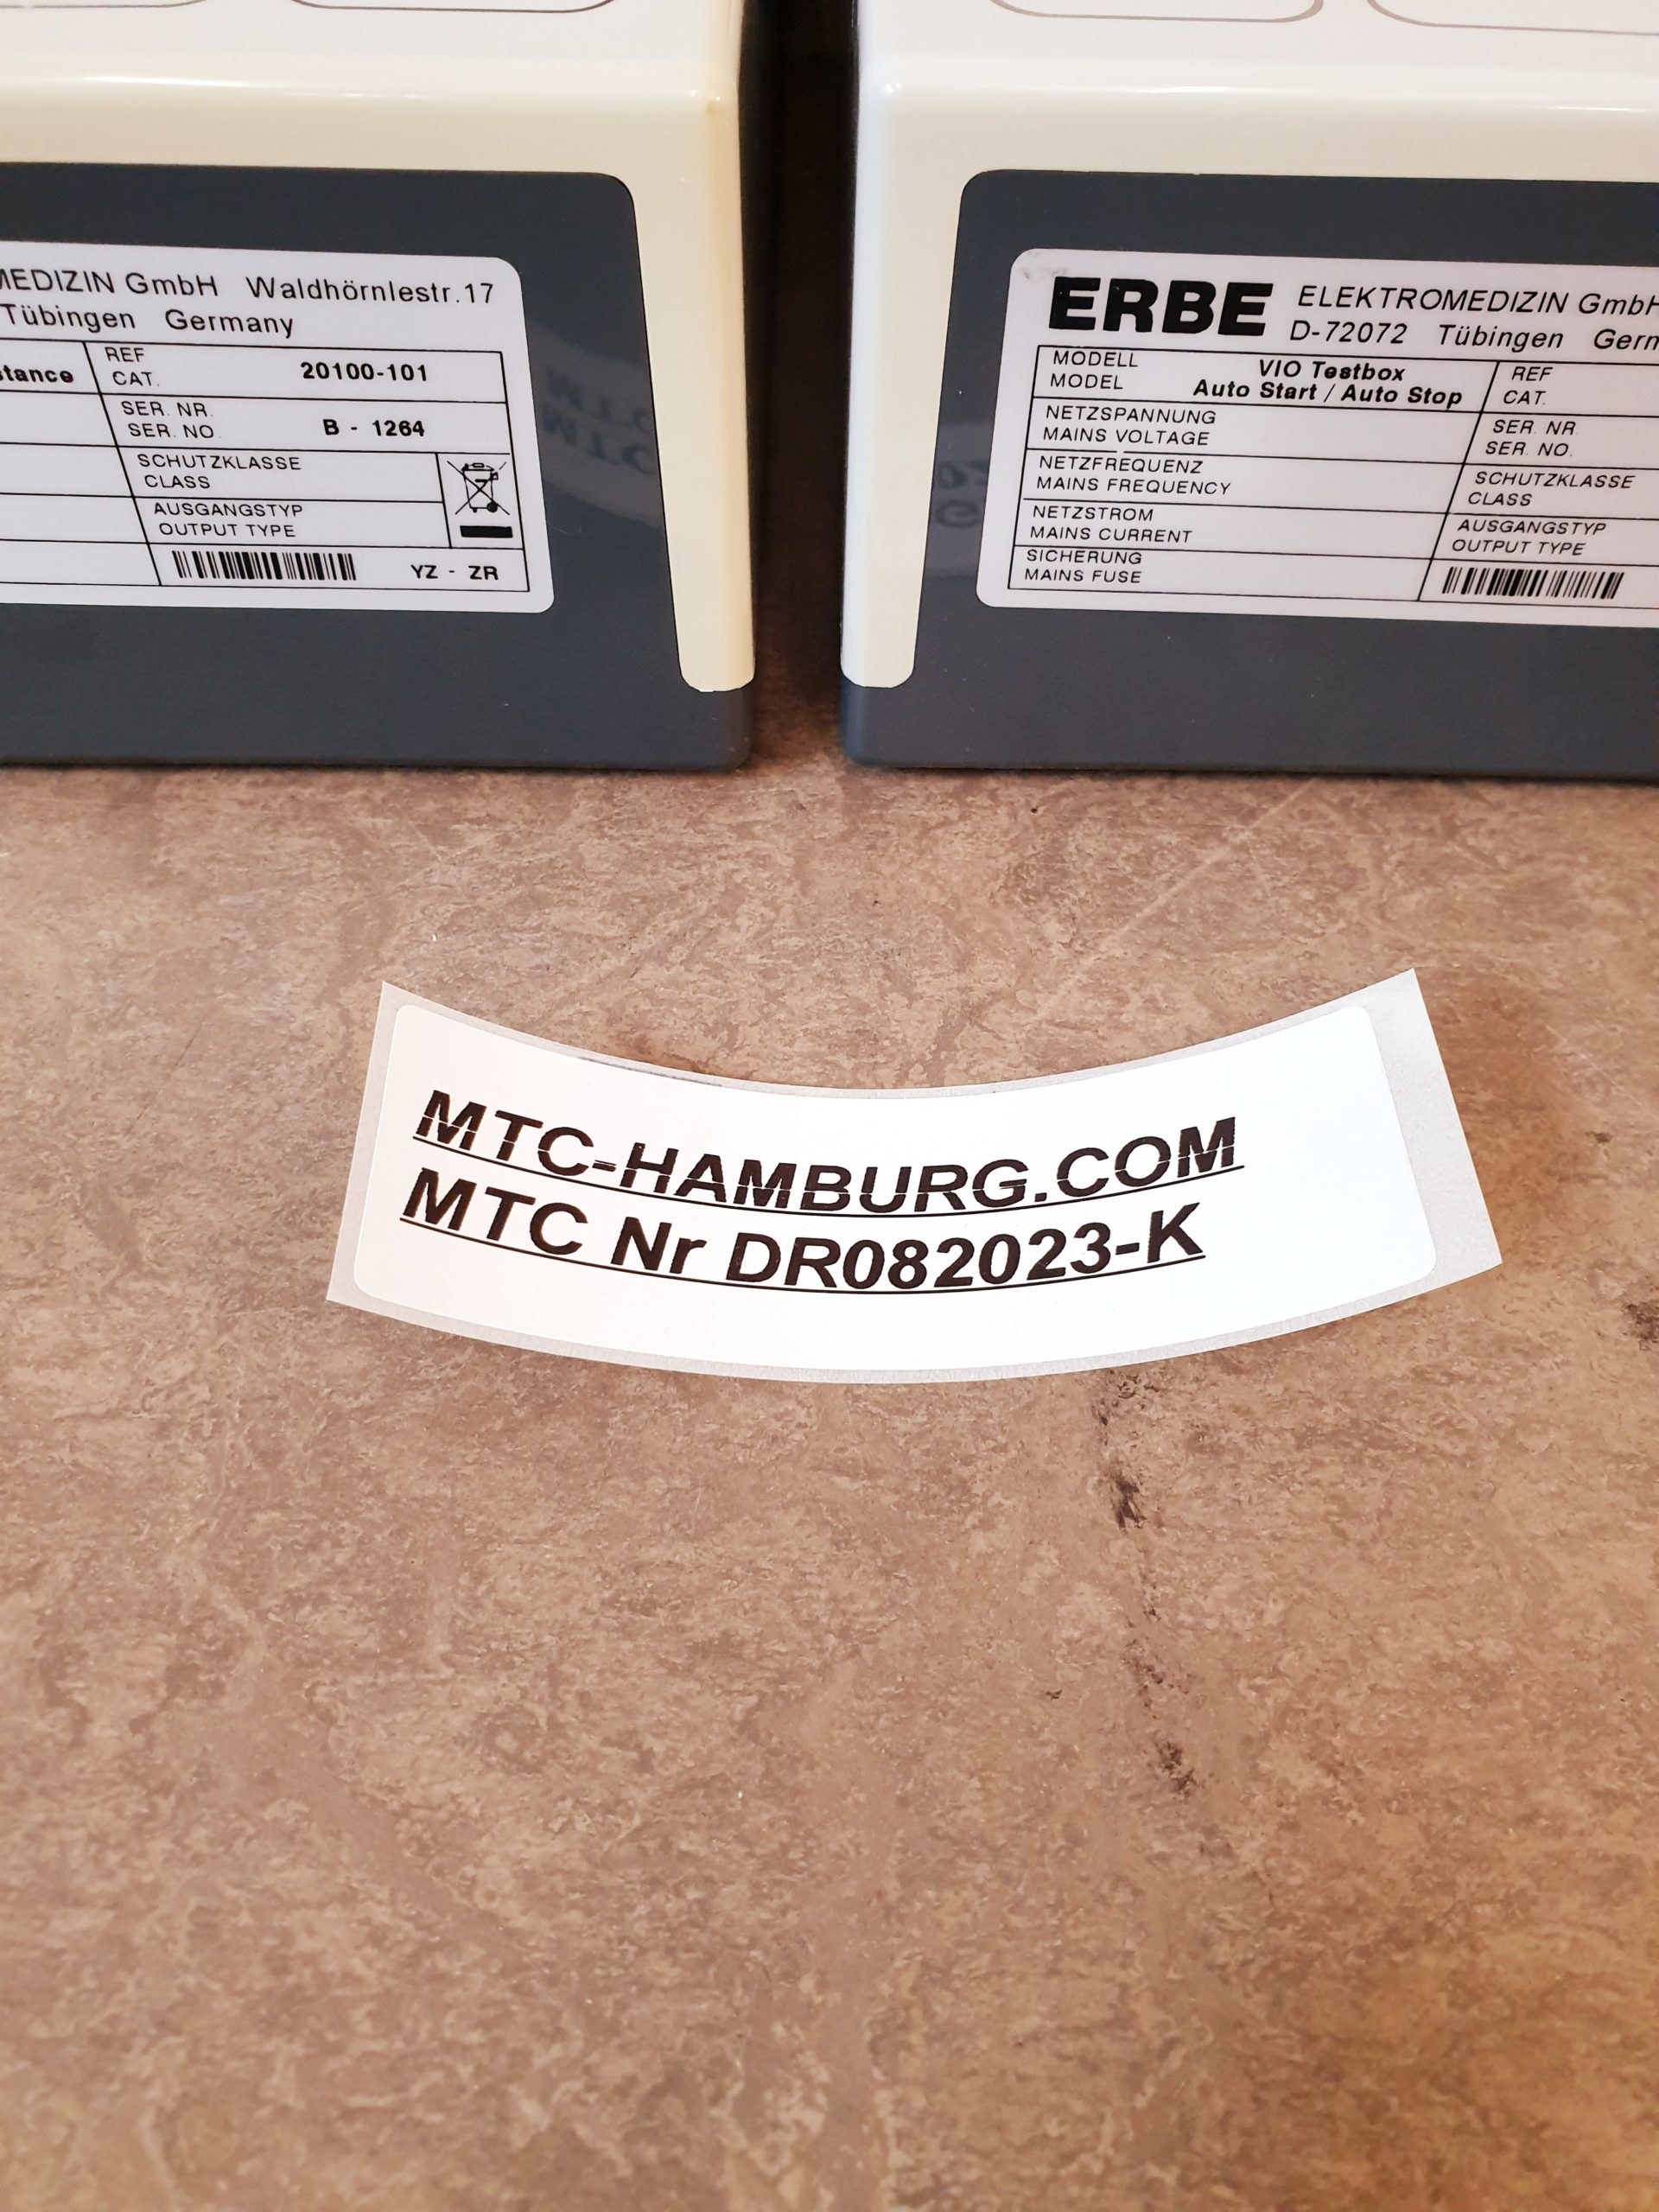 MEDIZIN GmbH Waldhörnlestr.17
Tübingen Germany
REF
CAT. 20100-101
SER. NR.
SER. NO. B - 1264
SCHUTZKLASSE
CLASS
AUSGANGSTYP
OUTPUT TYPE
YZ - ZR
ERBE ELEKTROMEDIZIN GmbH
D-72072 Tübingen
MODELL
MODEL
VIO Testbox
Auto Start / Auto Stop
REF
CAT.
NETZSPANNUNG
MAINS VOLTAGE
SER. NR.
SER. NO.
NETZFREQUENZ
MAINS FREQUENCY
SCHUTZKLASSE
CLASS
NETZSTROM
MAINS CURRENT
AUSGANGSTYP
OUTPUT TYPE
SICHERUNG
MAINS FUSE
MTC-HAMBURG.COM
MTC Nr DR082023-K